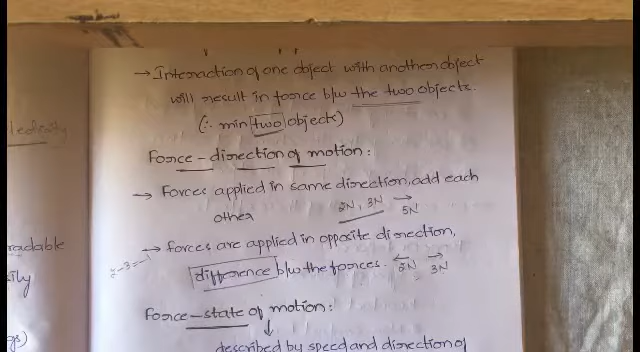 → Interaction of one object with another object
will result in force b/w the two objects.
(∴ min two objects)
Force - direction of motion:
→ Forces applied in same direction, add each
other 2N, 3N → 5N
→ Forces are applied in opposite direction,
difference b/w the forces. ← 2N → 3N
Force - state of motion:
↓
described by speed and direction of
radable